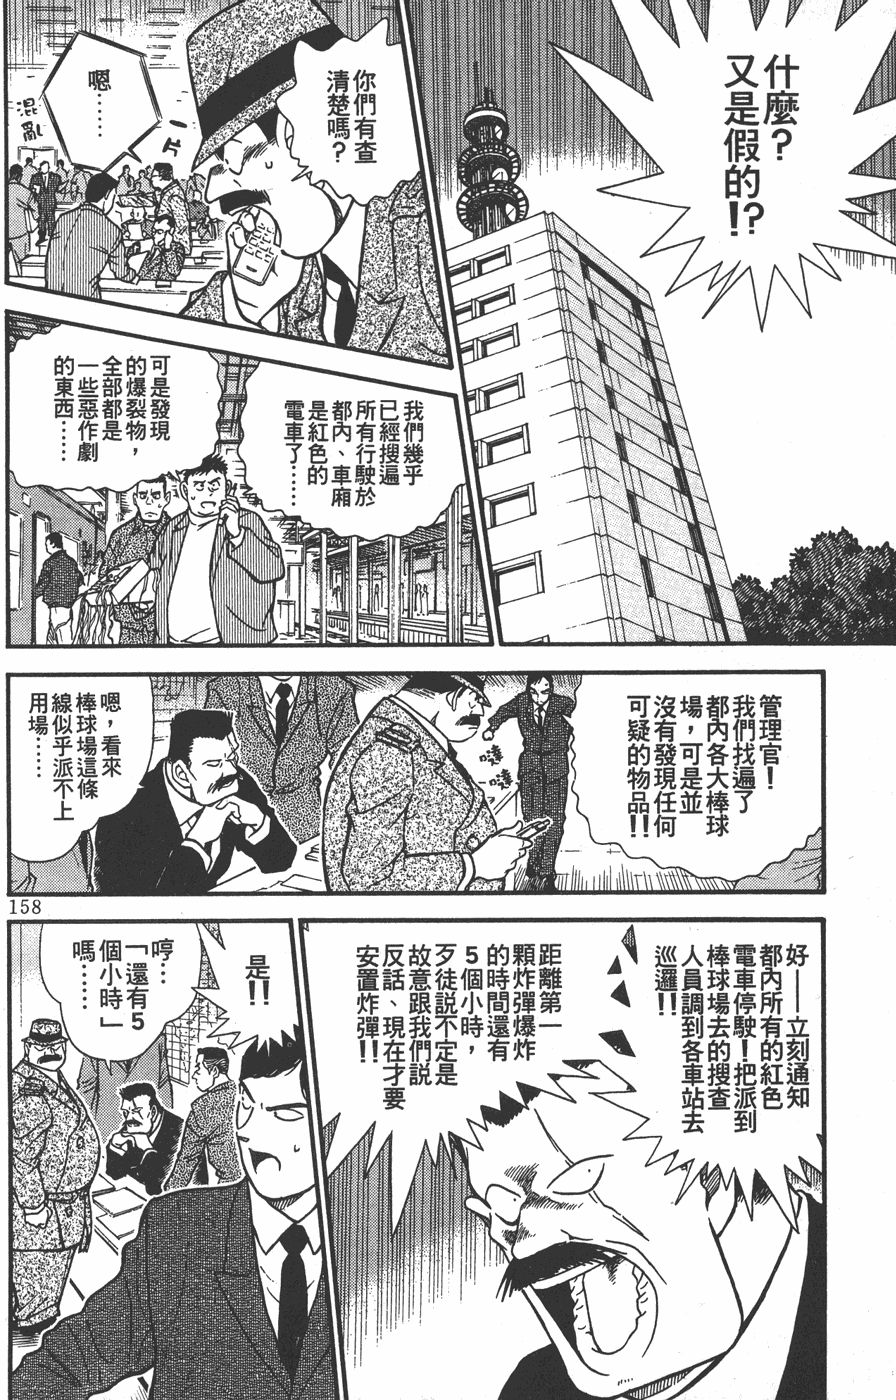 什麼?
又是假的!?
你們有查
清楚嗎?
嗯……
混亂
我們幾乎
已經搜遍
所有行駛於
都內、車廂
是紅色的
電車了……
可是發現
的爆裂物,
全部都是
一些惡作劇
的東西……
管理官!
我們找遍了
都內各大棒球
場,可是並
沒有發現任何
可疑的物品!!
噠
噠
嗯,看來
棒球場這條
線似乎派不上
用場……
158
好——立刻通知
都內所有的紅色
電車停駛!把派到
棒球場去的搜查
人員調到各車站去
巡邏!!
距離第一
顆炸彈爆炸
的時間還有
5個小時,
歹徒說不定是
故意跟我們說
反話、現在才要
安置炸彈!!
是!!
哼…
「還有5
個小時」
嗎……